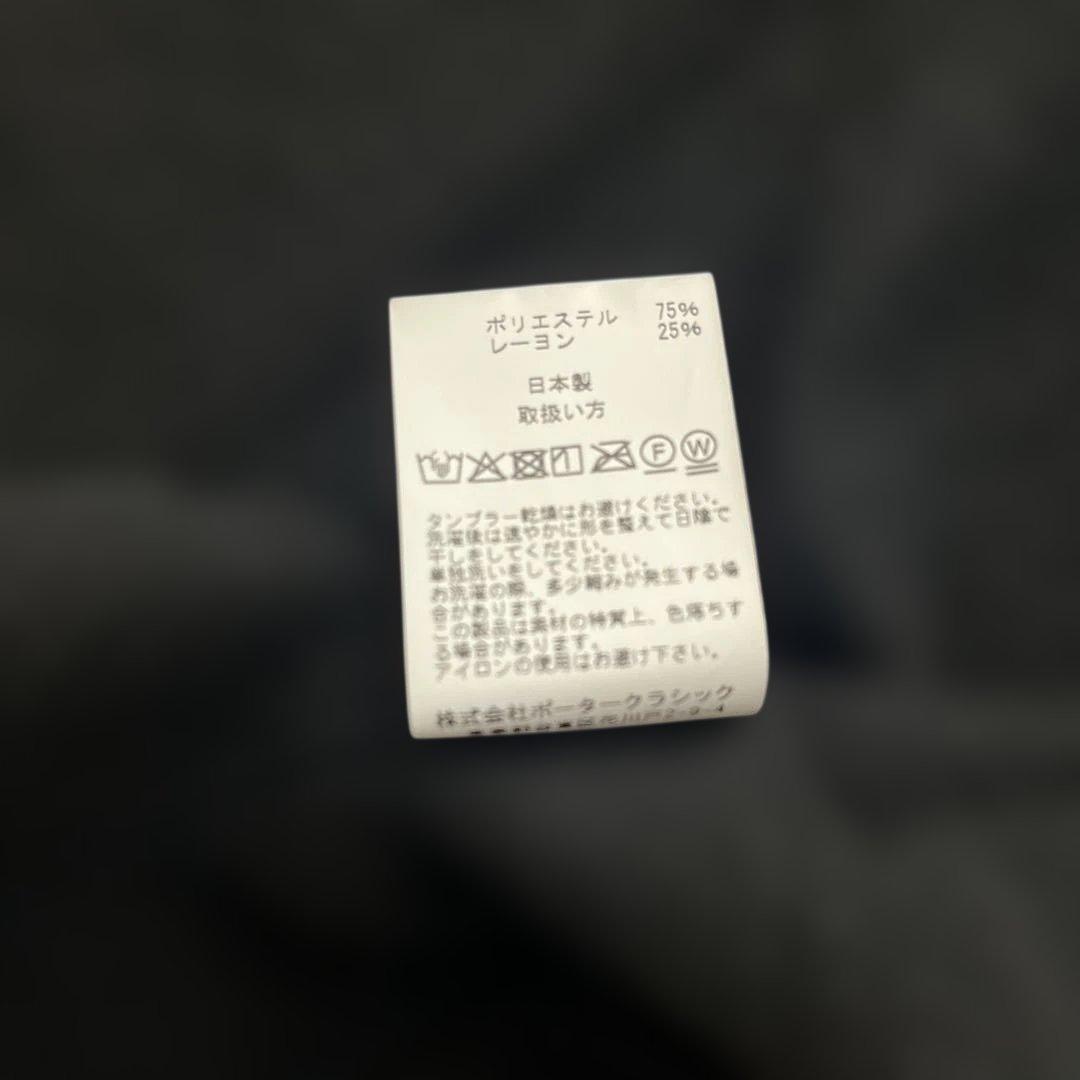 ポリエステル 75%
レーヨン 25%
日本製
取扱い方
F W
タンブラー乾燥はお避けください。
洗濯後は速やかに形を整えて日陰で
干しをしてください。
単独洗いをしてください。
お洗濯の際、多少縮みが発生する場
合があります。
この製品は素材の特質上、色落ちす
る場合があります。
アイロンの使用はお避け下さい。
株式会社ポータークラシック
区花川戸2-9-4